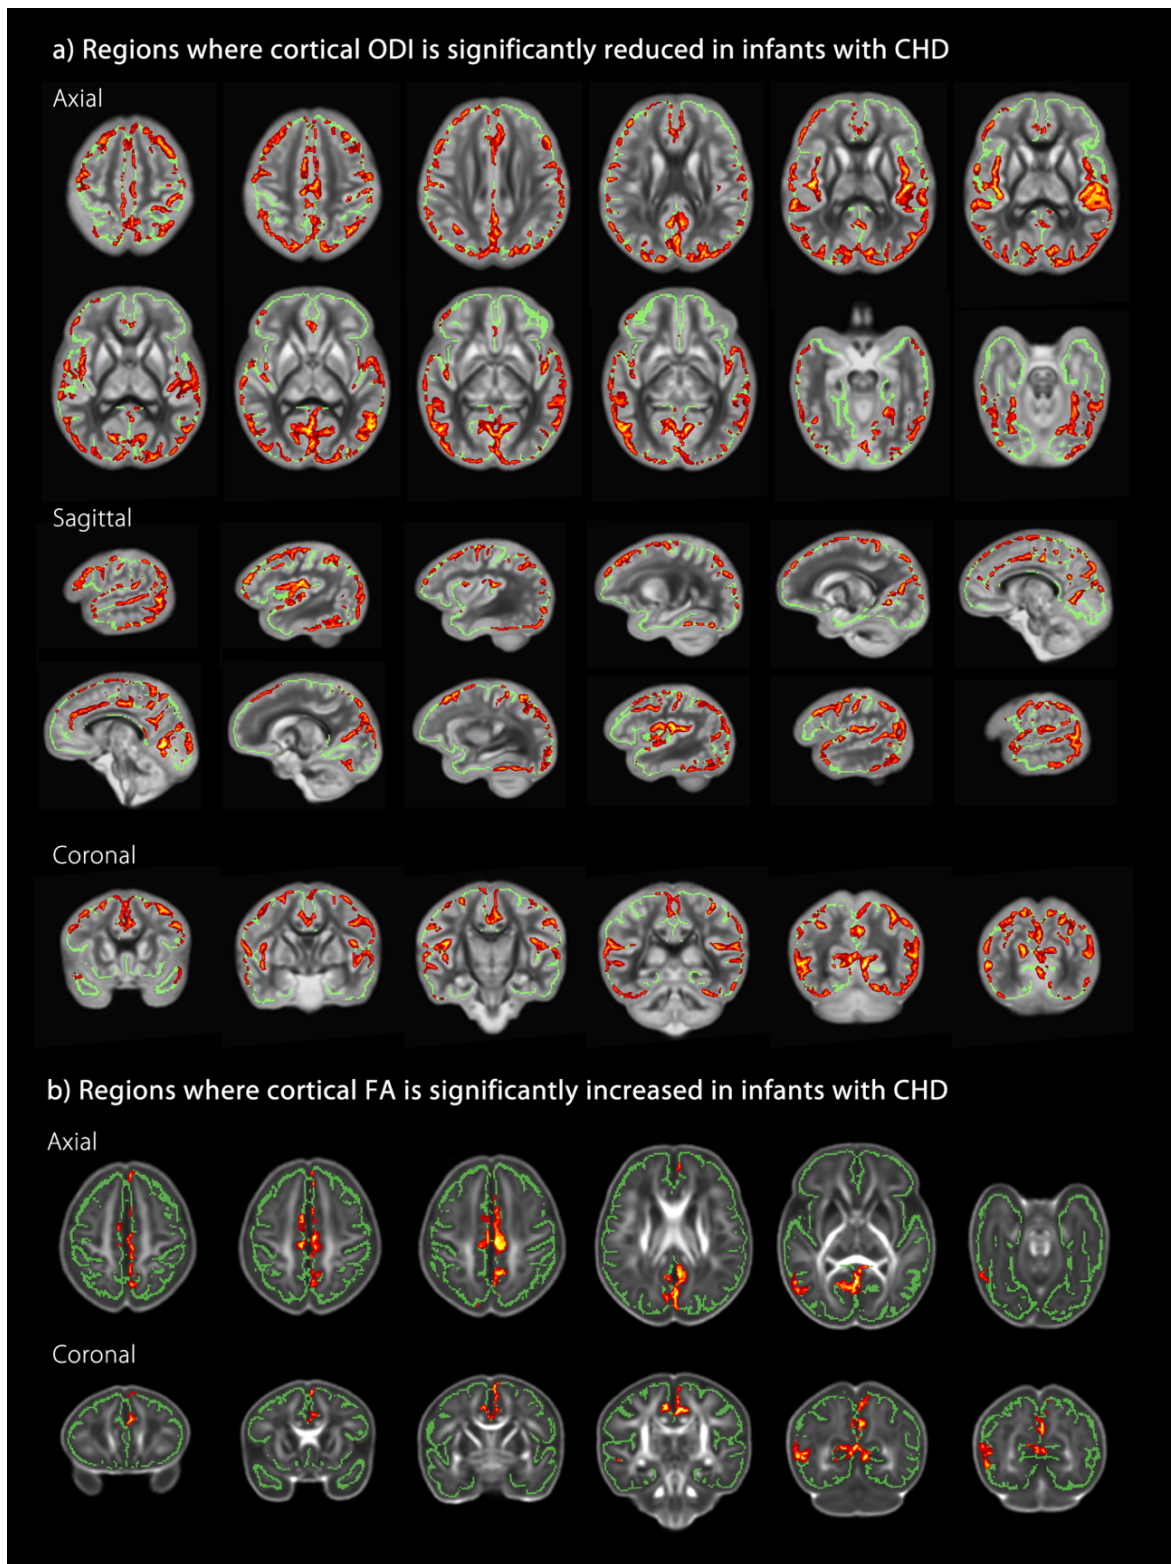 a) Regions where cortical ODI is significantly reduced in infants with CHD
Axial
Sagittal
Coronal
b) Regions where cortical FA is significantly increased in infants with CHD
Axial
Coronal